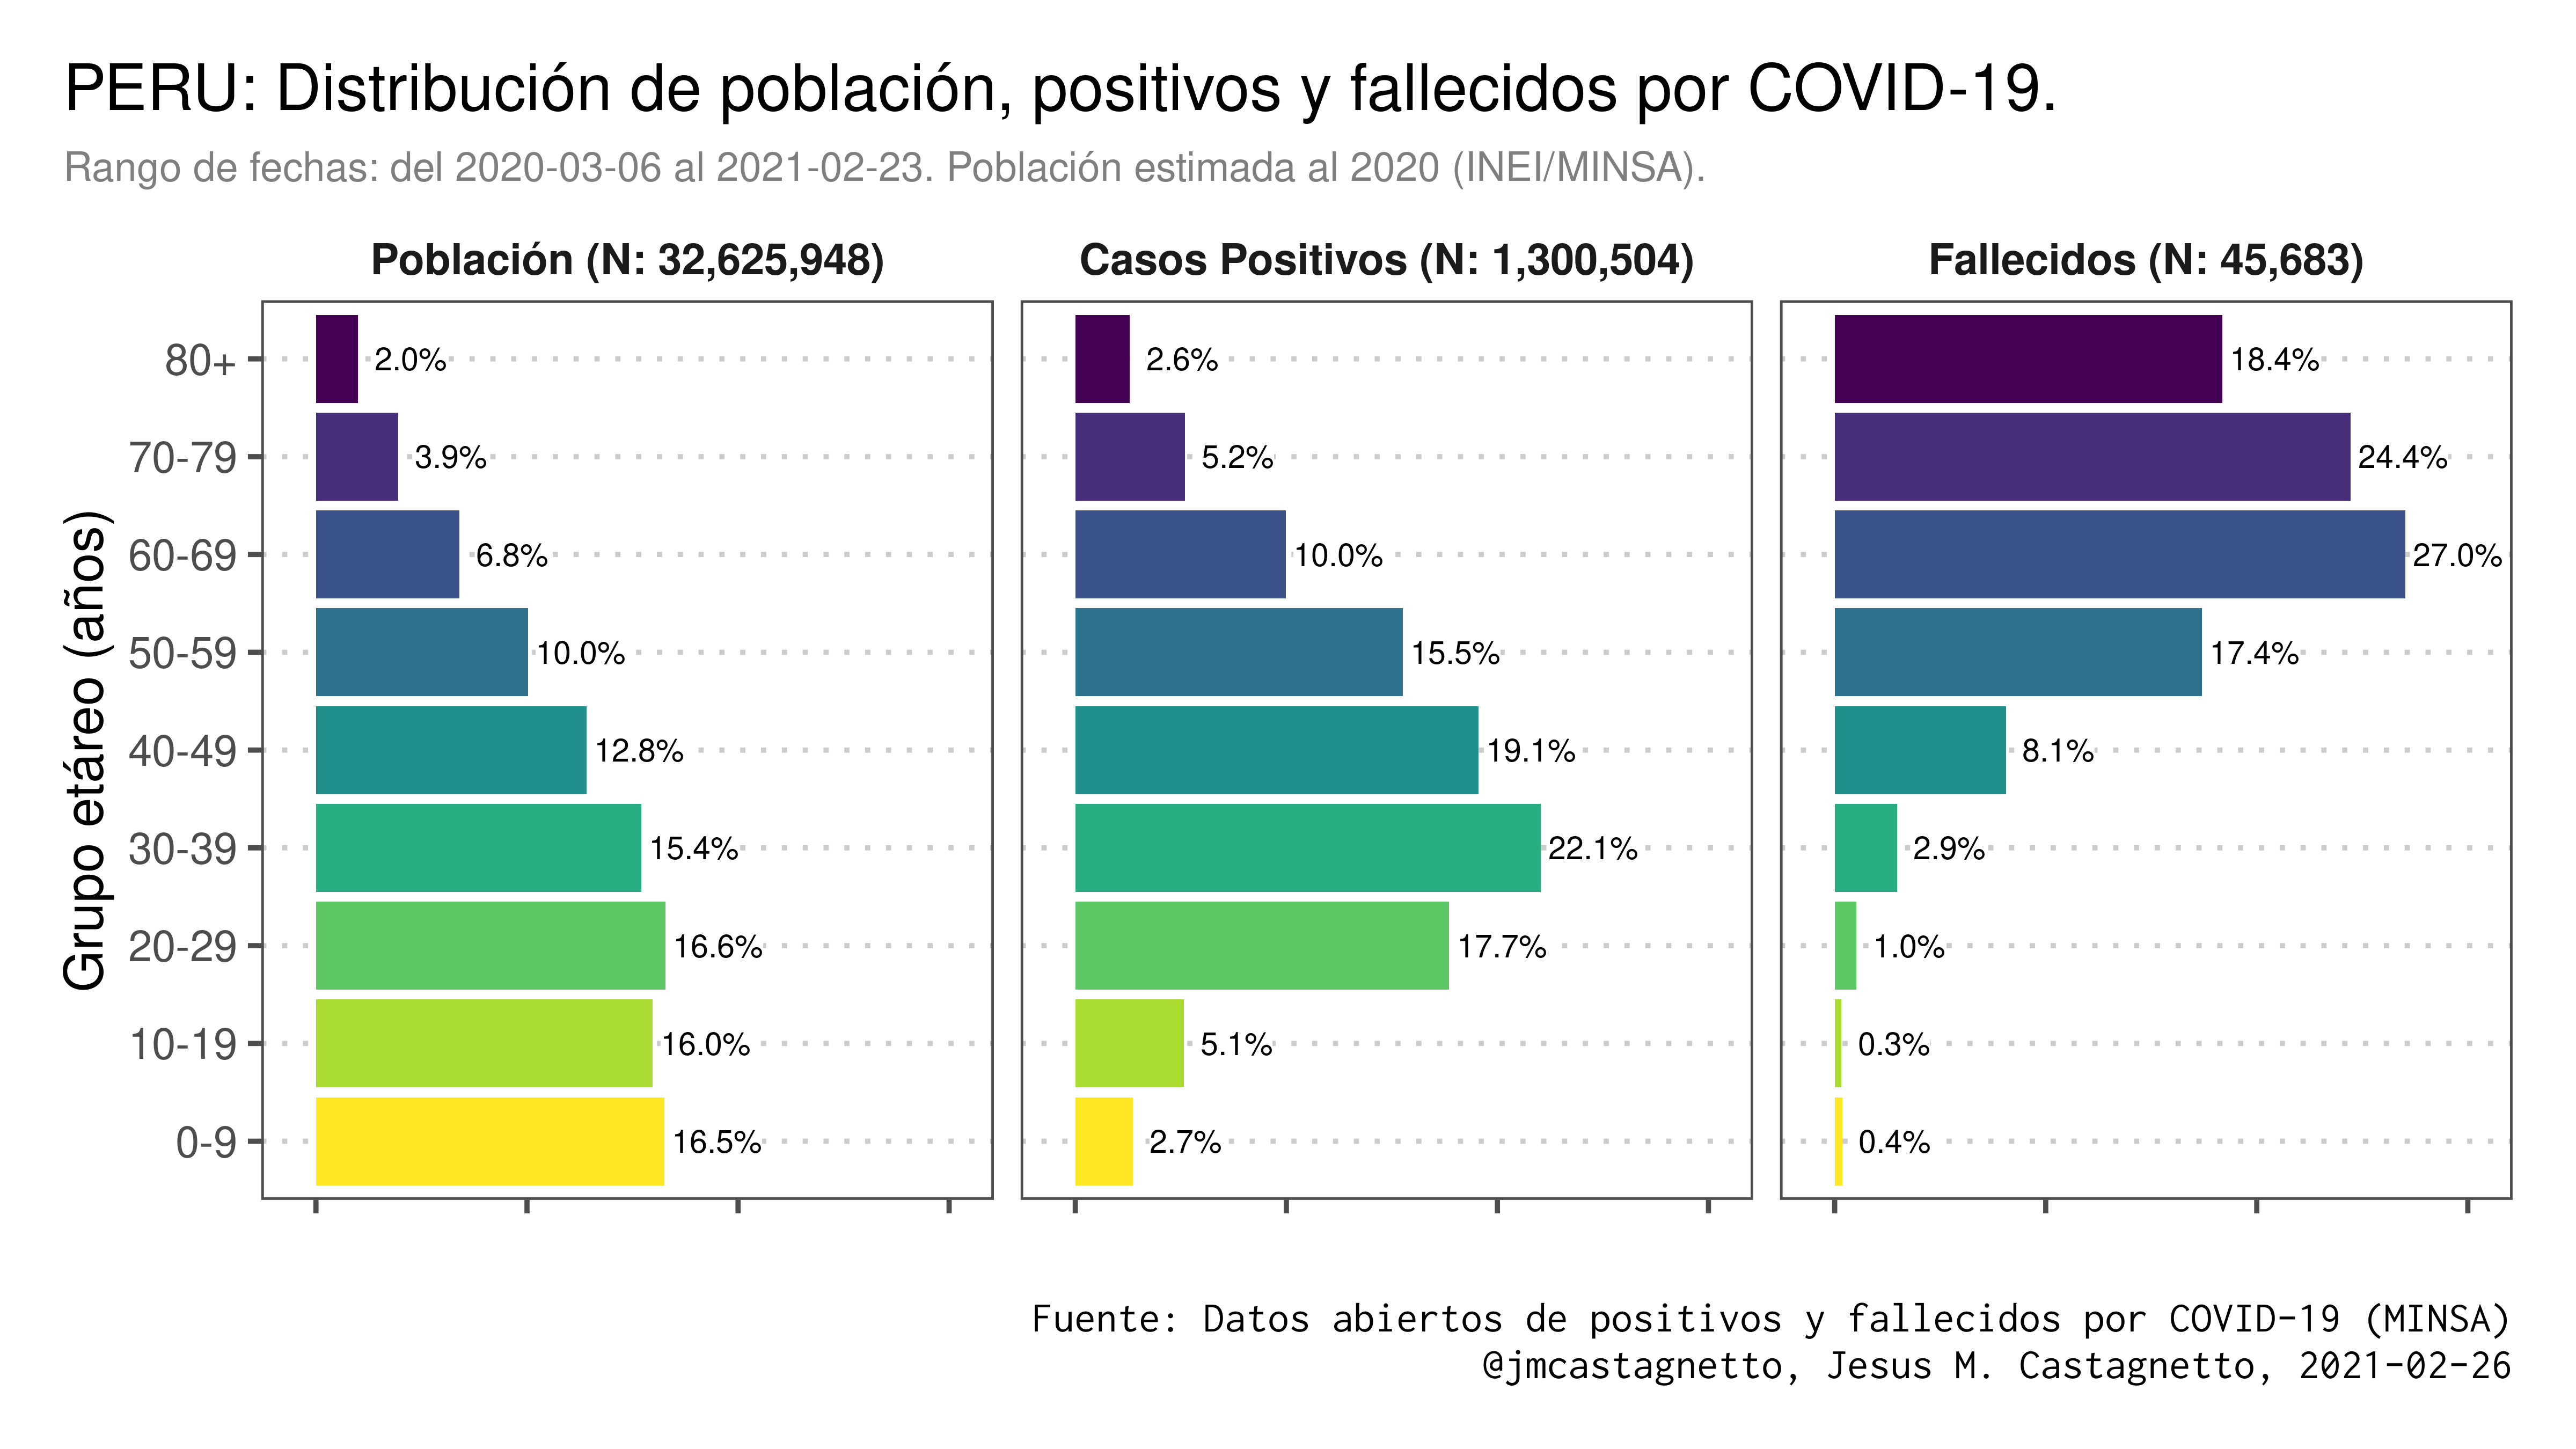 PERU: Distribución de población, positivos y fallecidos por COVID-19.
Rango de fechas: del 2020-03-06 al 2021-02-23. Población estimada al 2020 (INEI/MINSA).
Población (N: 32,625,948)
Casos Positivos (N: 1,300,504)
Fallecidos (N: 45,683)
Grupo etáreo (años)
80+ 2.0% 2.6% 18.4%
70-79 3.9% 5.2% 24.4%
60-69 6.8% 10.0% 27.0%
50-59 10.0% 15.5% 17.4%
40-49 12.8% 19.1% 8.1%
30-39 15.4% 22.1% 2.9%
20-29 16.6% 17.7% 1.0%
10-19 16.0% 5.1% 0.3%
0-9 16.5% 2.7% 0.4%
Fuente: Datos abiertos de positivos y fallecidos por COVID-19 (MINSA)
@jmcastagnetto, Jesus M. Castagnetto, 2021-02-26